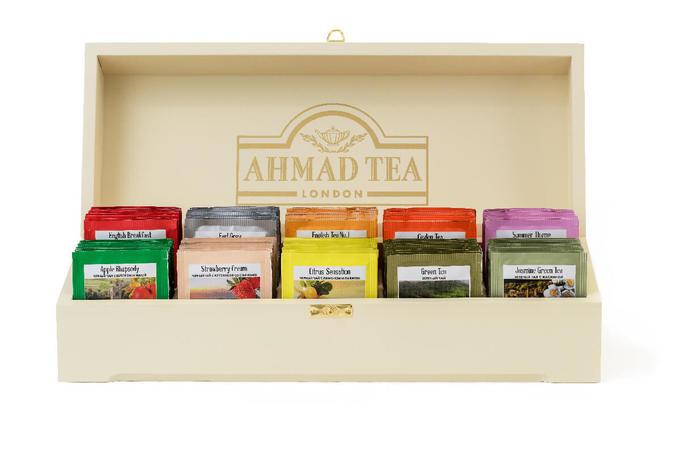 AHMAD TEA
LONDON
English Breakfast
Earl Grey
English Tea No.1
Ceylon Tea
Summer Thyme
Apple Rhapsody
Strawberry Cream
Citrus Sensation
Green Tea
Jasmine Green Tea